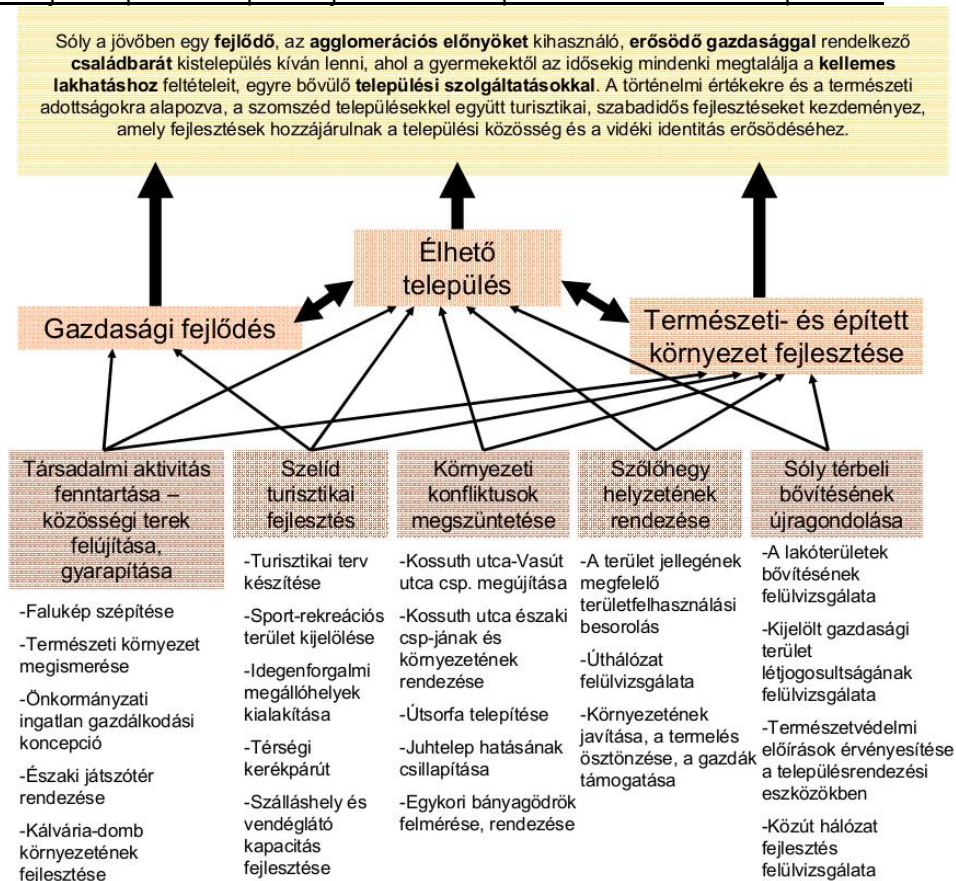 Sóly a jövőben egy fejlődő, az agglomerációs előnyöket kihasználó, erősödő gazdasággal rendelkező
családbarát kistelepülés kíván lenni, ahol a gyermekektől az idősekig mindenki megtalálja a kellemes
lakhatáshoz feltételeit, egyre bővülő települési szolgáltatásokkal. A történelmi értékekre és a természeti
adottságokra alapozva, a szomszéd településekkel együtt turisztikai, szabadidős fejlesztéseket kezdeményez,
amely fejlesztések hozzájárulnak a települési közösség és a vidéki identitás erősödéséhez.
Élhető
település
Gazdasági fejlődés
Természeti- és épített
környezet fejlesztése
Társadalmi aktivitás
fenntartása –
közösségi terek
felújítása,
gyarapítása
-Falukép szépítése
-Természeti környezet
megismerése
-Önkormányzati
ingatlan gazdálkodási
koncepció
-Északi játszótér
rendezése
-Kálvária-domb
környezetének
fejlesztése
Szelíd
turisztikai
fejlesztés
-Turisztikai terv
készítése
-Sport-rekreációs
terület kijelölése
-Idegenforgalmi
megállóhelyek
kialakítása
-Térségi
kerékpárút
-Szálláshely és
vendéglátó
kapacitás
fejlesztése
Környezeti
konfliktusok
megszüntetése
-Kossuth utca-Vasút
utca csp. megújítása
-Kossuth utca északi
csp-jának és
környezetének
rendezése
-Útsorfa telepítése
-Juhtelep hatásának
csillapítása
-Egykori bányagödrök
felmérése, rendezése
Szőlőhegy
helyzetének
rendezése
-A terület jellegének
megfelelő
területfelhasználási
besorolás
-Úthálózat
felülvizsgálata
-Környezetének
javítása, a termelés
ösztönzése, a gazdák
támogatása
Sóly térbeli
bővítésének
újragondolása
-A lakóterületek
bővítésének
felülvizsgálata
-Kijelölt gazdasági
terület
létjogosultságának
felülvizsgálata
-Természetvédelmi
előírások érvényesítése
a településrendezési
eszközökben
-Közút hálózat
fejlesztés
felülvizsgálata